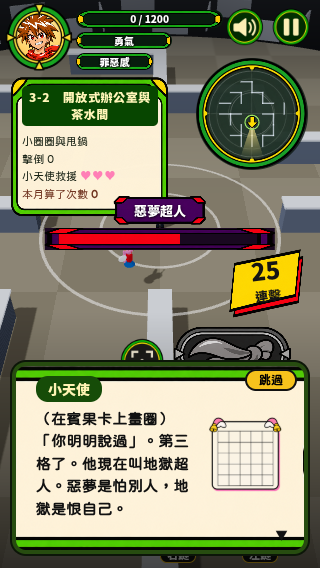 0 / 1200
勇氣
罪惡感
3-2 開放式辦公室與
茶水間
小圈圈與甩鍋
擊倒 0
小天使救援 ♥♥♥
本月算了次數 0
惡夢超人
25
連擊
小天使
跳過
（在賓果卡上畫圈）
「你明明說過」。第三
格了。他現在叫地獄超
人。惡夢是怕別人，地
獄是恨自己。